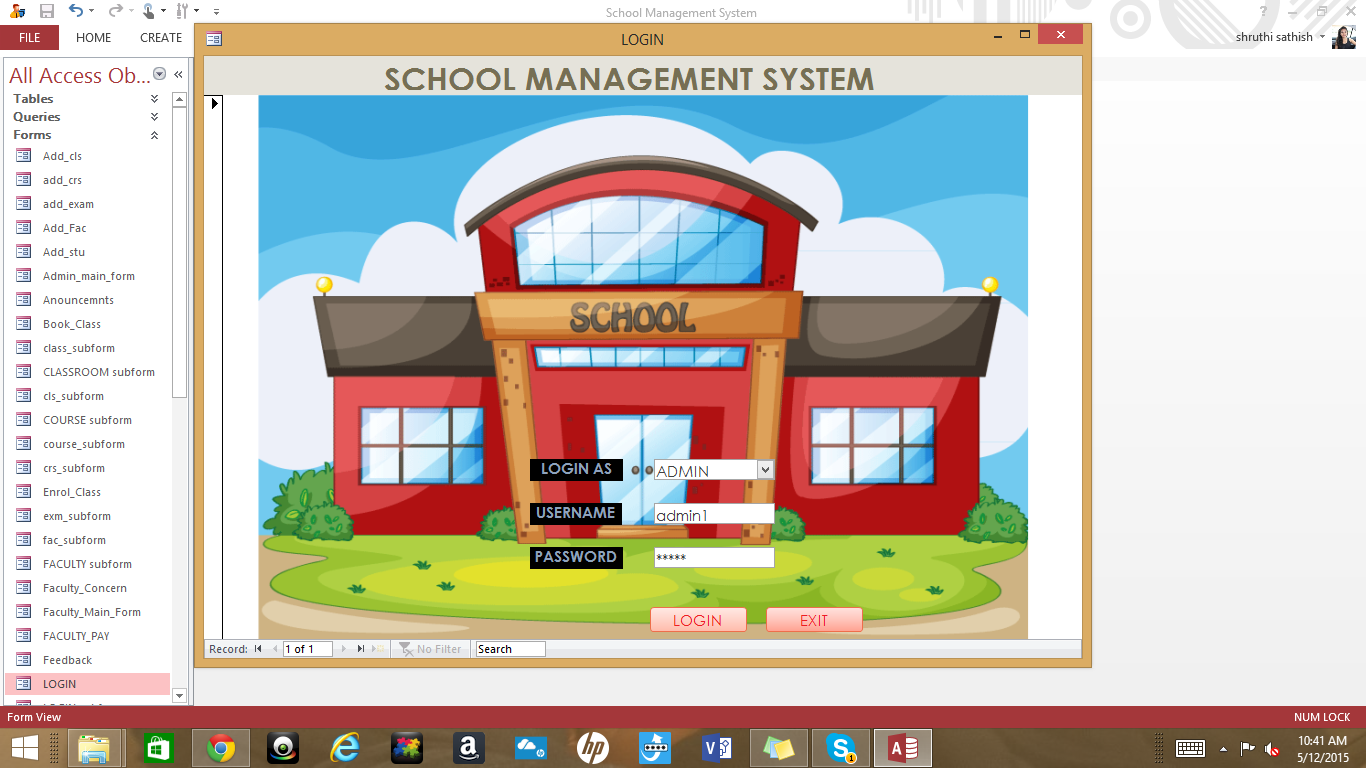 School Management System
FILE HOME CREATE
shruthi sathish
LOGIN
All Access Ob...
Tables
Queries
Forms
Add_cls
add_crs
add_exam
Add_Fac
Add_stu
Admin_main_form
Anouncemnts
Book_Class
class_subform
CLASSROOM subform
cls_subform
COURSE subform
course_subform
crs_subform
Enrol_Class
exm_subform
fac_subform
FACULTY subform
Faculty_Concern
Faculty_Main_Form
FACULTY_PAY
Feedback
LOGIN
SCHOOL MANAGEMENT SYSTEM
SCHOOL
LOGIN AS ADMIN
USERNAME admin1
PASSWORD *****
LOGIN EXIT
Record: 1 of 1 No Filter Search
Form View NUM LOCK
10:41 AM
5/12/2015